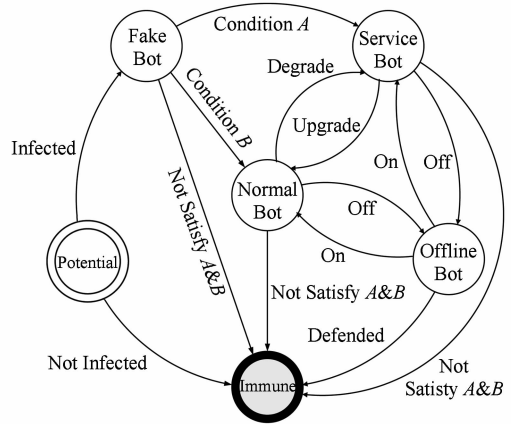 Fake
Bot
Condition A
Service
Bot
Degrade
Condition B
Upgrade
Infected
On
Off
Not Satisfy A&B
Normal
Bot
Off
Potential
On
Offline
Bot
Not Satisfy A&B
Defended
Not Infected
Not
Satisty A&B
Immune